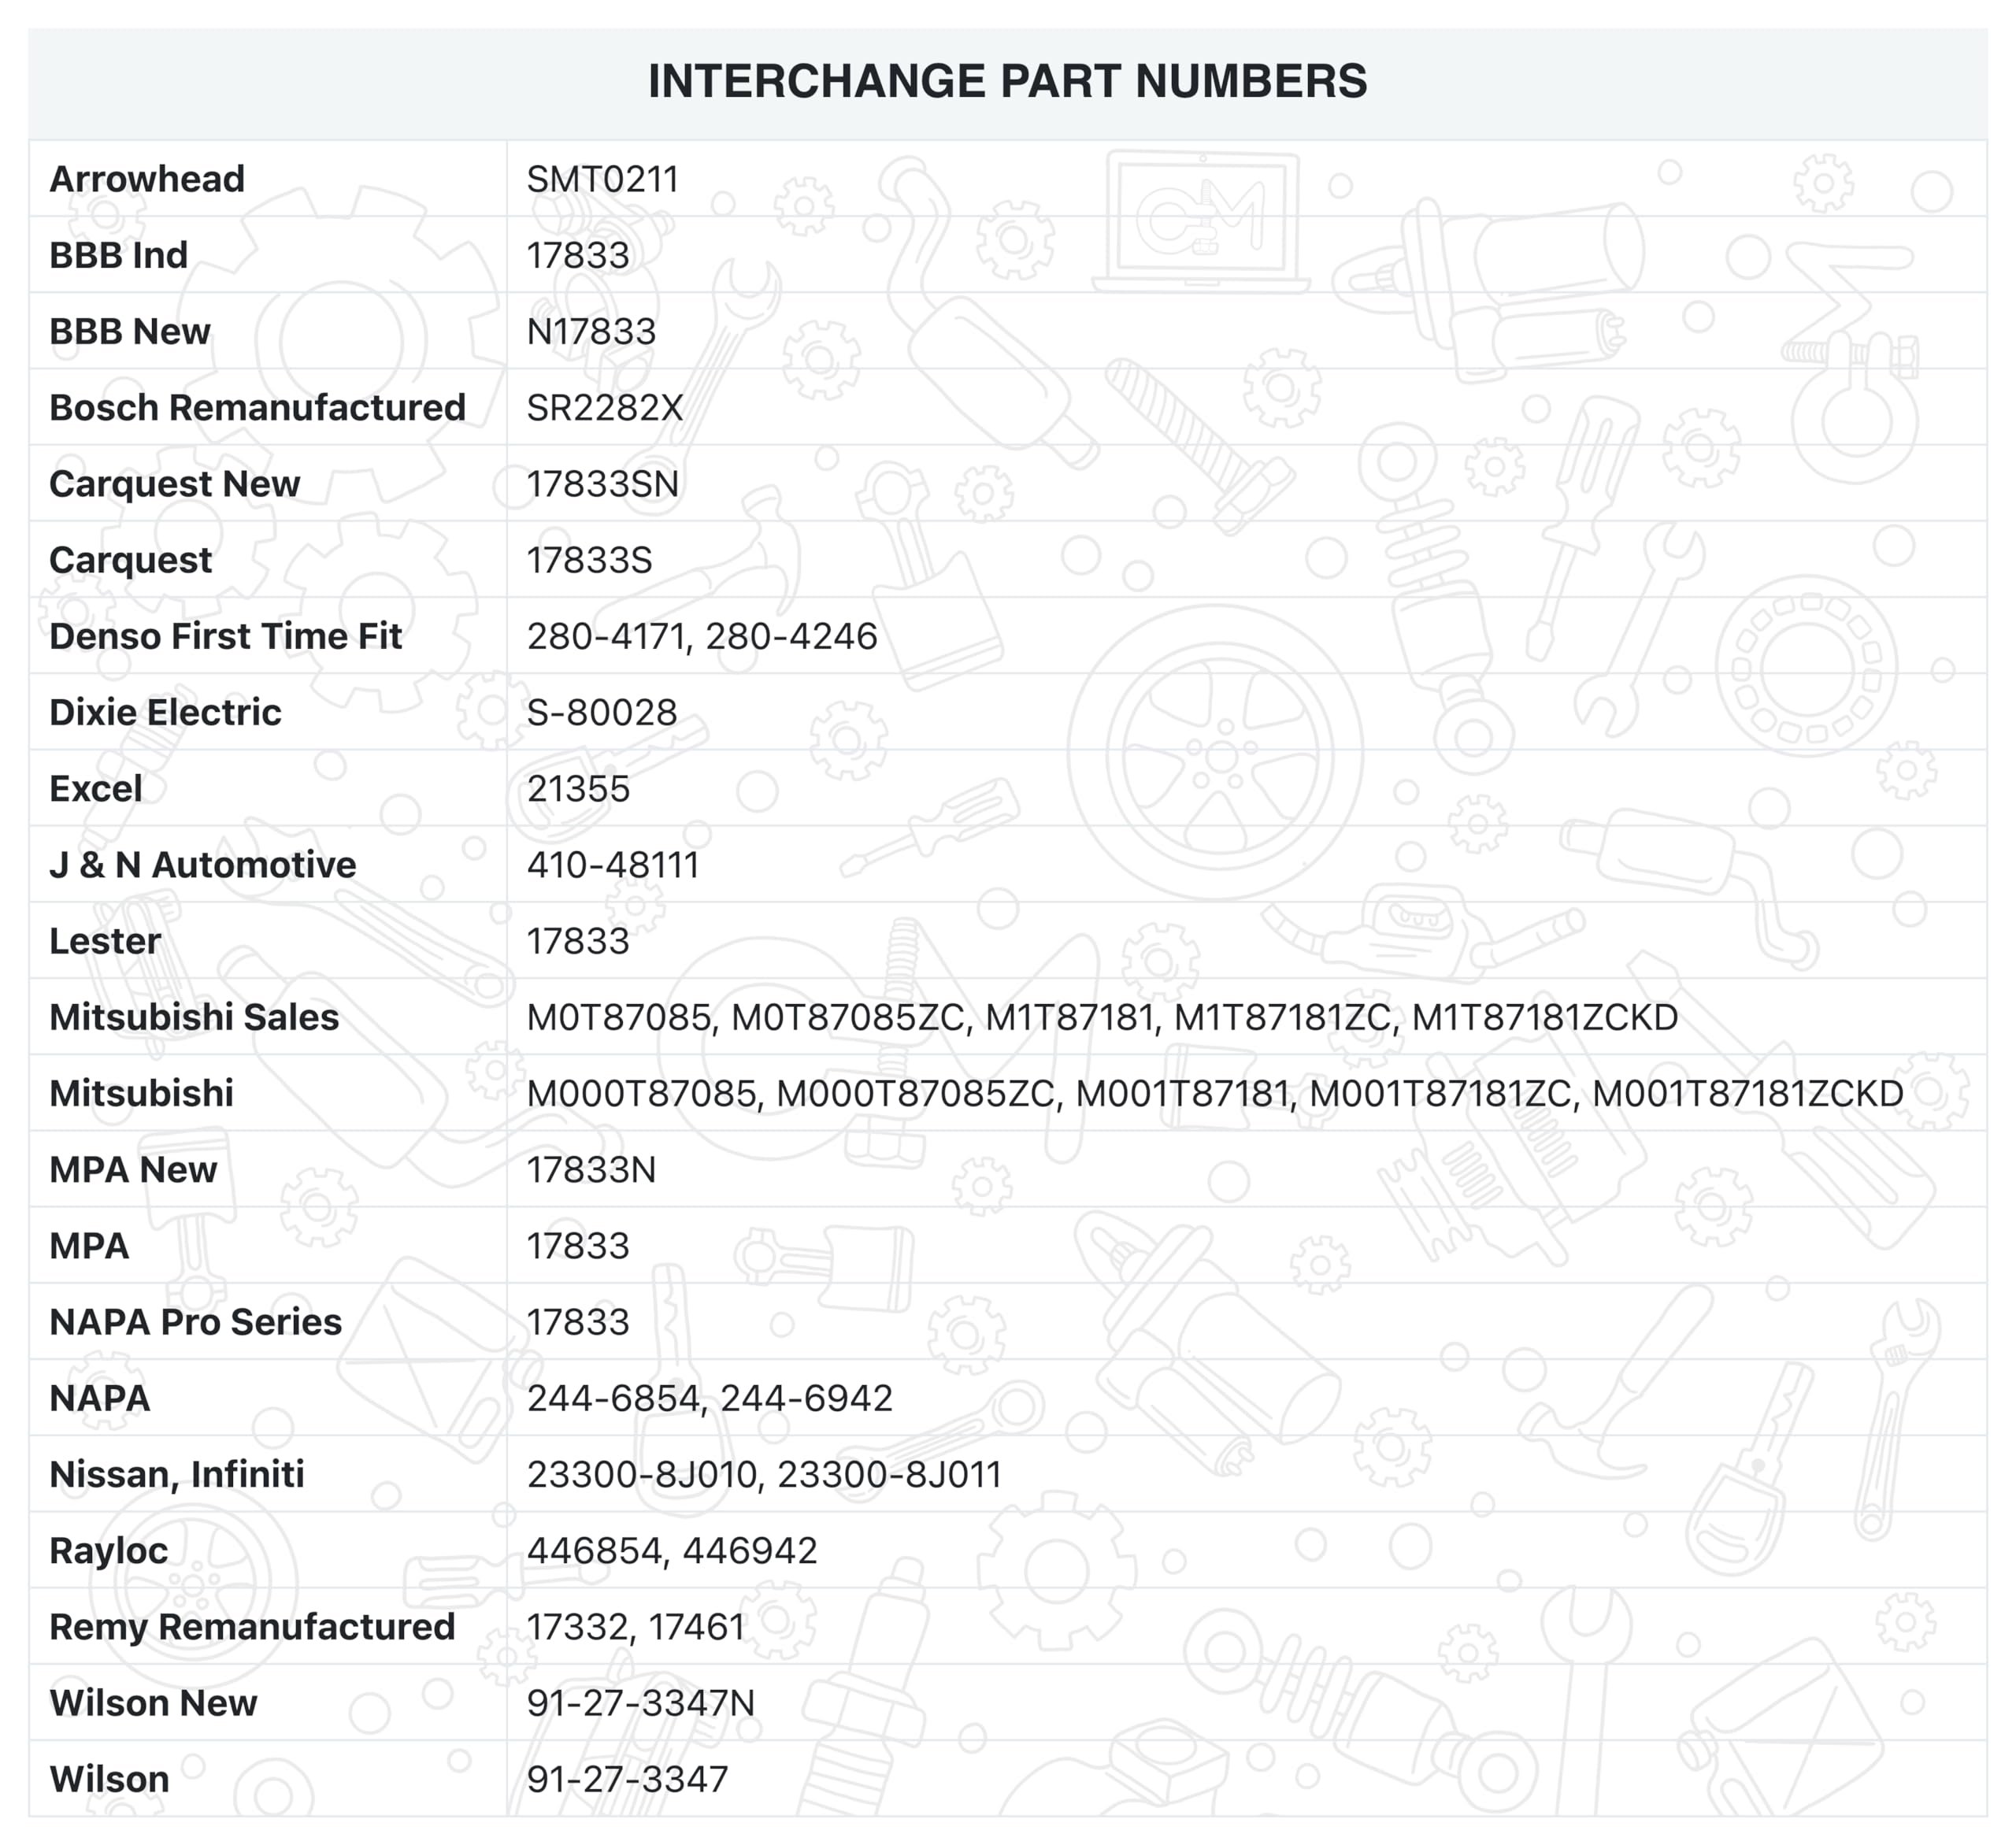 INTERCHANGE PART NUMBERS
Arrowhead SMT0211
BBB Ind 17833
BBB New N17833
Bosch Remanufactured SR2282X
Carquest New 17833SN
Carquest 17833S
Denso First Time Fit 280-4171, 280-4246
Dixie Electric S-80028
Excel 21355
J & N Automotive 410-48111
Lester 17833
Mitsubishi Sales M0T87085, M0T87085ZC, M1T87181, M1T87181ZC, M1T87181ZCKD
Mitsubishi M000T87085, M000T87085ZC, M001T87181, M001T87181ZC, M001T87181ZCKD
MPA New 17833N
MPA 17833
NAPA Pro Series 17833
NAPA 244-6854, 244-6942
Nissan, Infiniti 23300-8J010, 23300-8J011
Rayloc 446854, 446942
Remy Remanufactured 17332, 17461
Wilson New 91-27-3347N
Wilson 91-27-3347